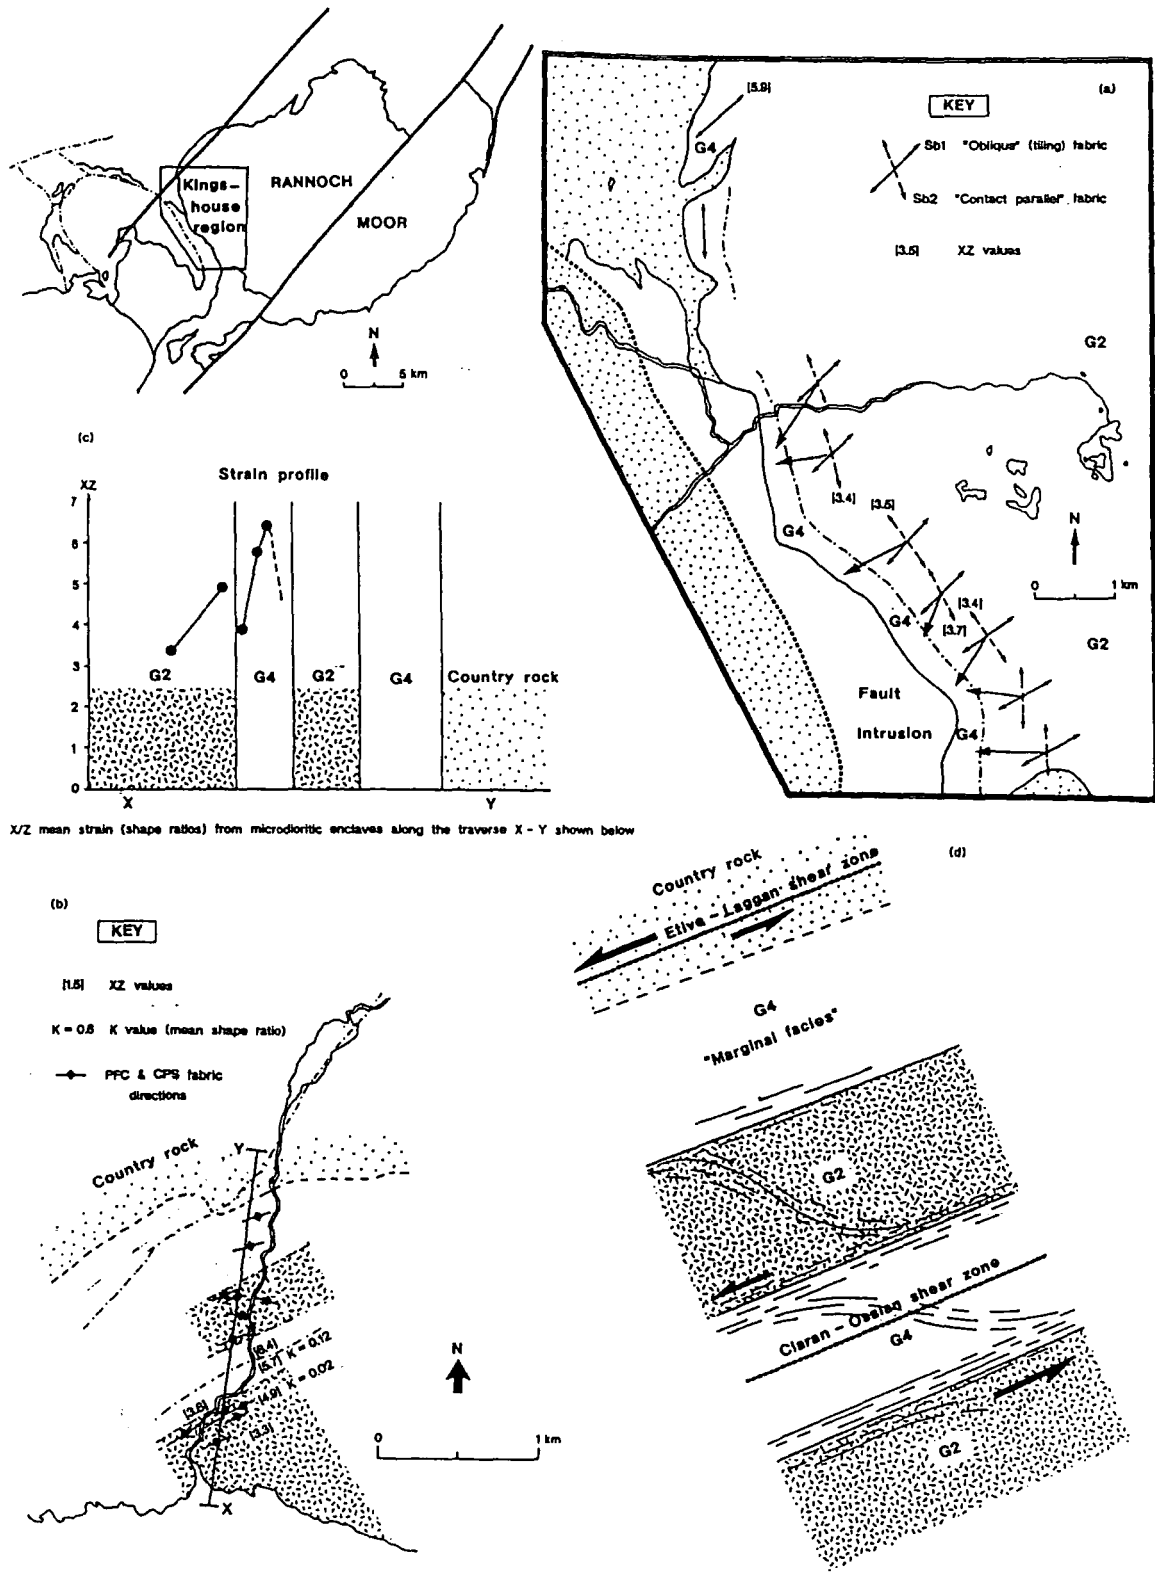 Kings-
house
region
RANNOCH
MOOR
N
0 5 km
(a)
KEY
Sb1 "Oblique" (tiling) fabric
Sb2 "Contact parallel" fabric
[3.5] XZ values
[5.9]
G4
G2
[3.4]
[3.5]
G4
N
0 1 km
G4
[3.4]
[3.7]
G2
Fault
Intrusion
G4
(c)
Strain profile
XZ
7
6
5
4
3
2
1
0
G2
G4
G2
G4
Country rock
X
Y
X/Z mean strain (shape ratios) from microdioritic enclaves along the traverse X - Y shown below
(b)
KEY
[1.5] XZ values
K = 0.6 K value (mean shape ratio)
PFC & CPS fabric
directions
Country rock
Y
[6.4]
[5.7] K = 0.12
[4.9] K = 0.02
[3.8]
[3.3]
X
N
0 1 km
(d)
Country rock
Etive - Laggan shear zone
G4
"Marginal facies"
G2
Ciaran - Ossian shear zone
G4
G2